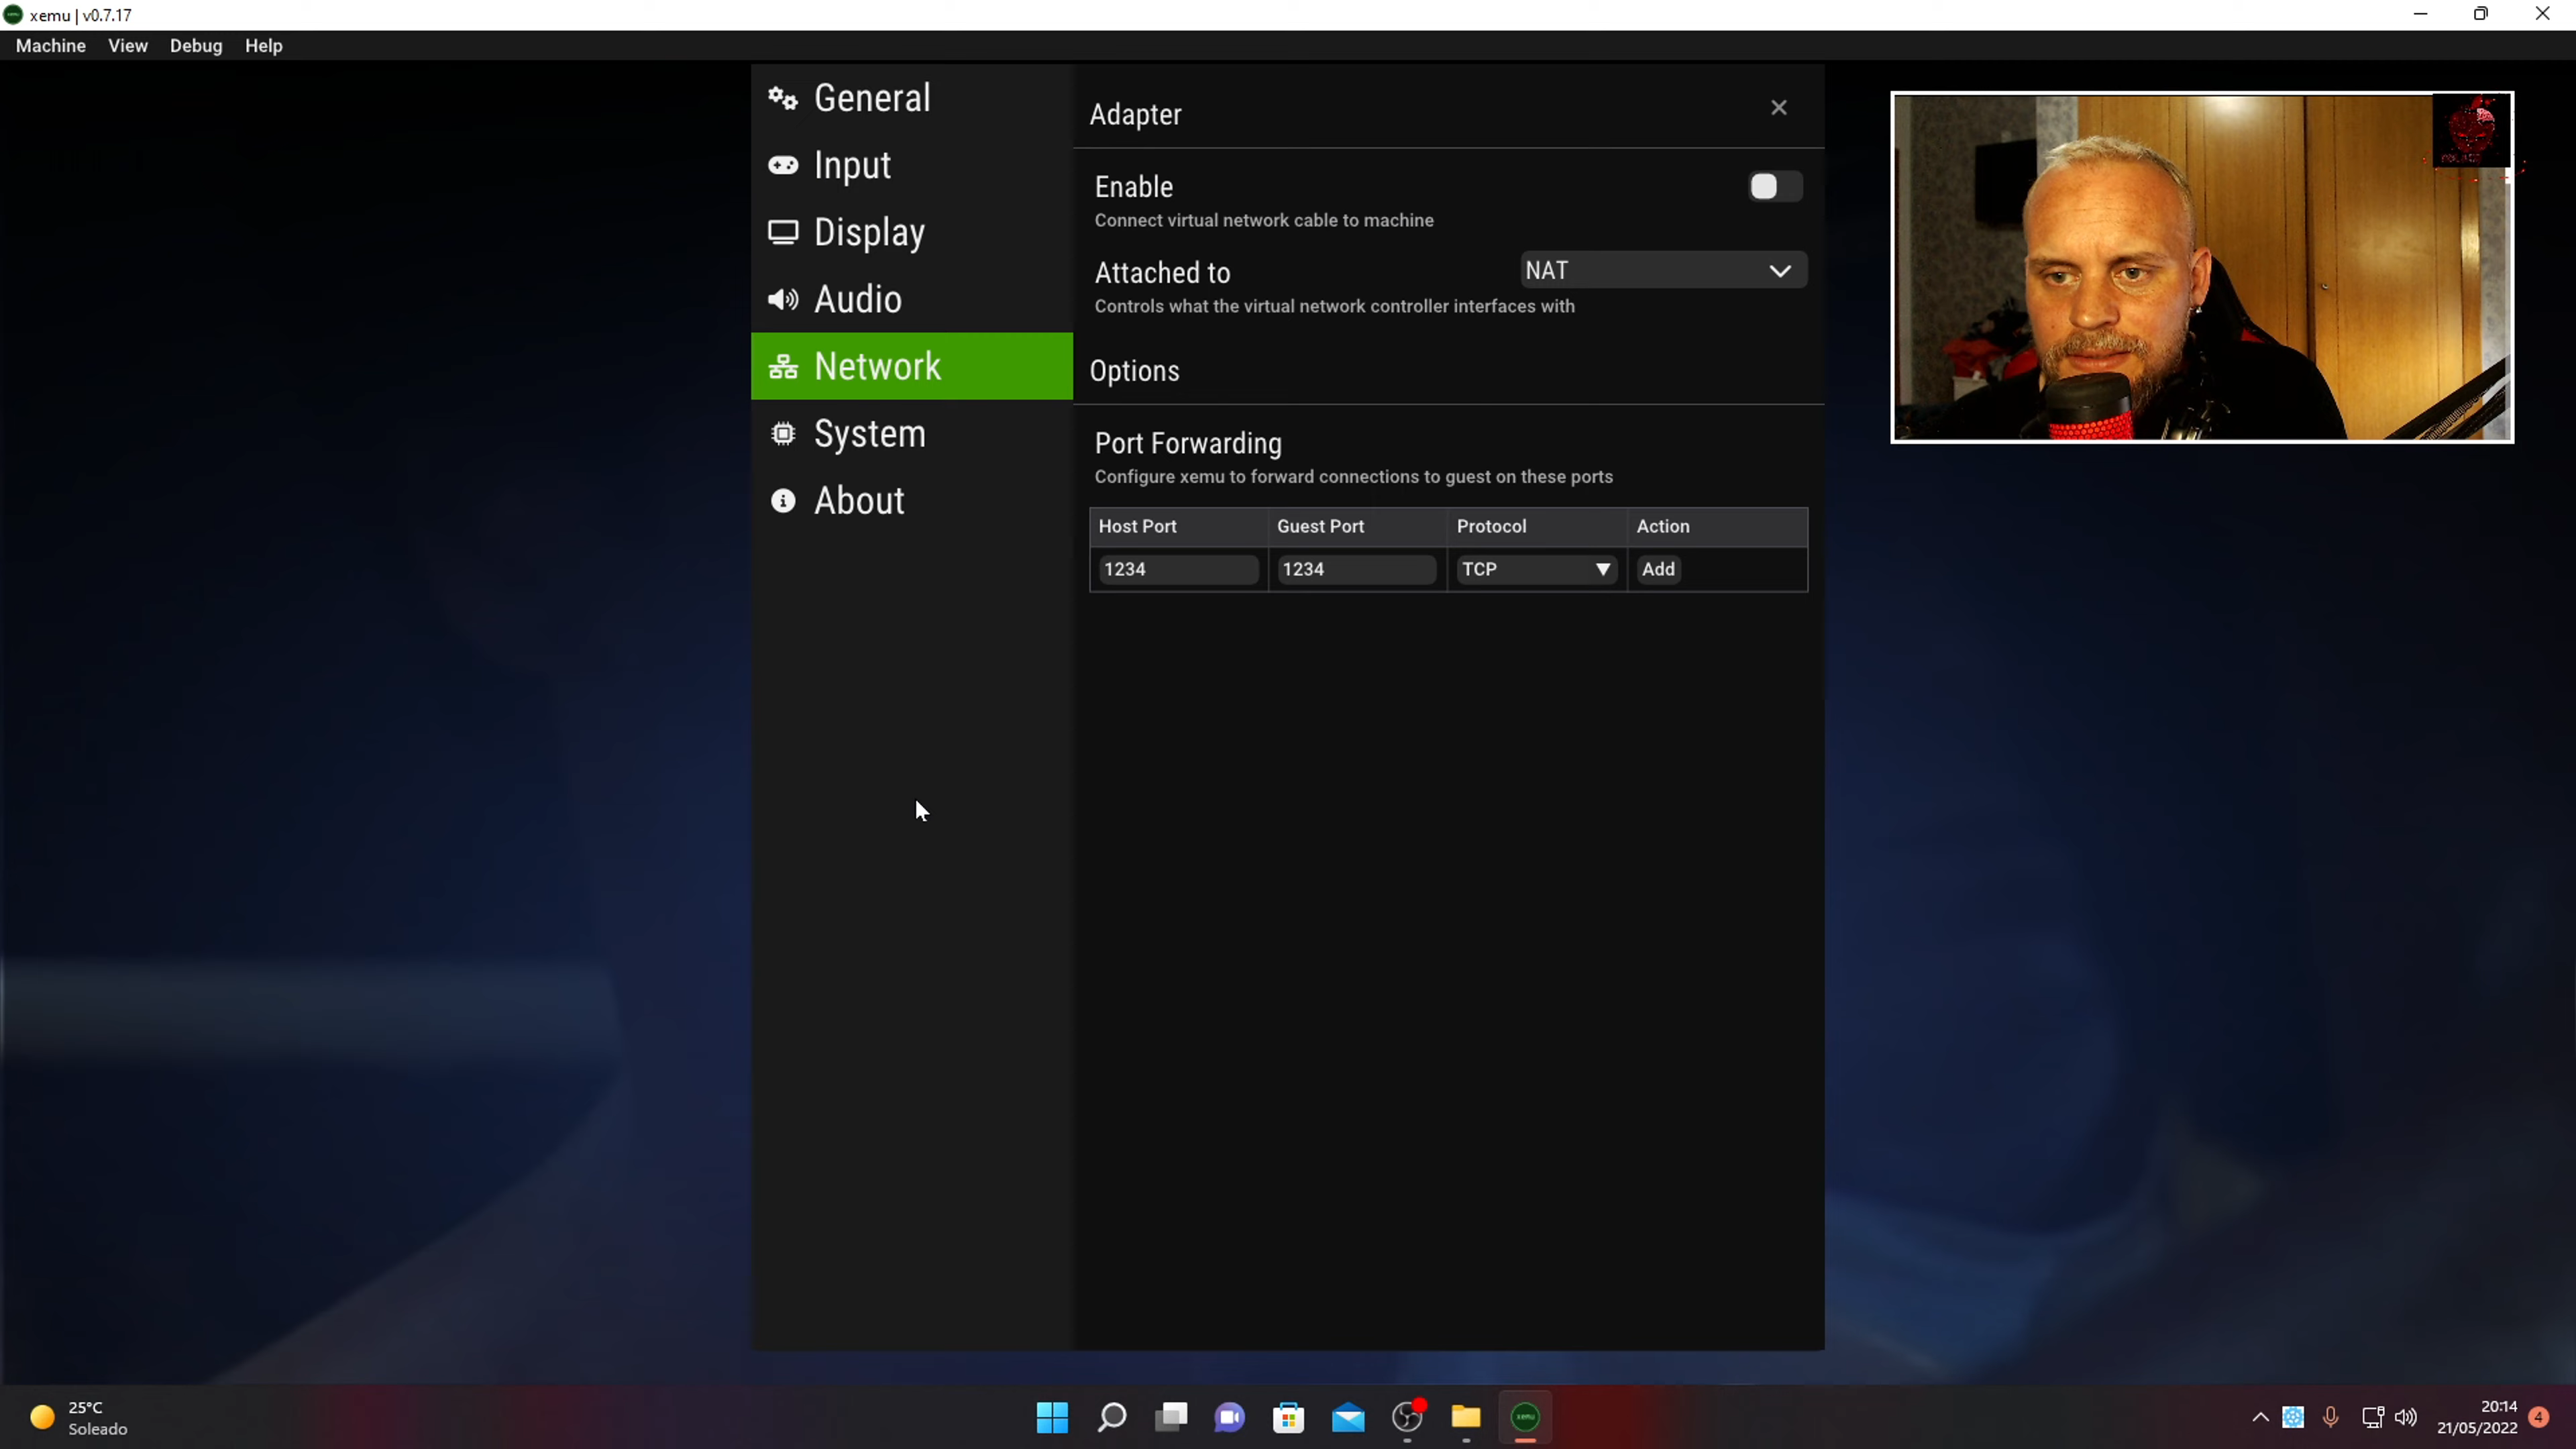 xemu | v0.7.17
Machine View Debug Help
General
Input
Display
Audio
Network
System
About
Adapter
Enable
Connect virtual network cable to machine
Attached to
NAT
Controls what the virtual network controller interfaces with
Options
Port Forwarding
Configure xemu to forward connections to guest on these ports
Host Port Guest Port Protocol Action
1234 1234 TCP Add
25°C
Soleado
xemu
20:14
21/05/2022
4